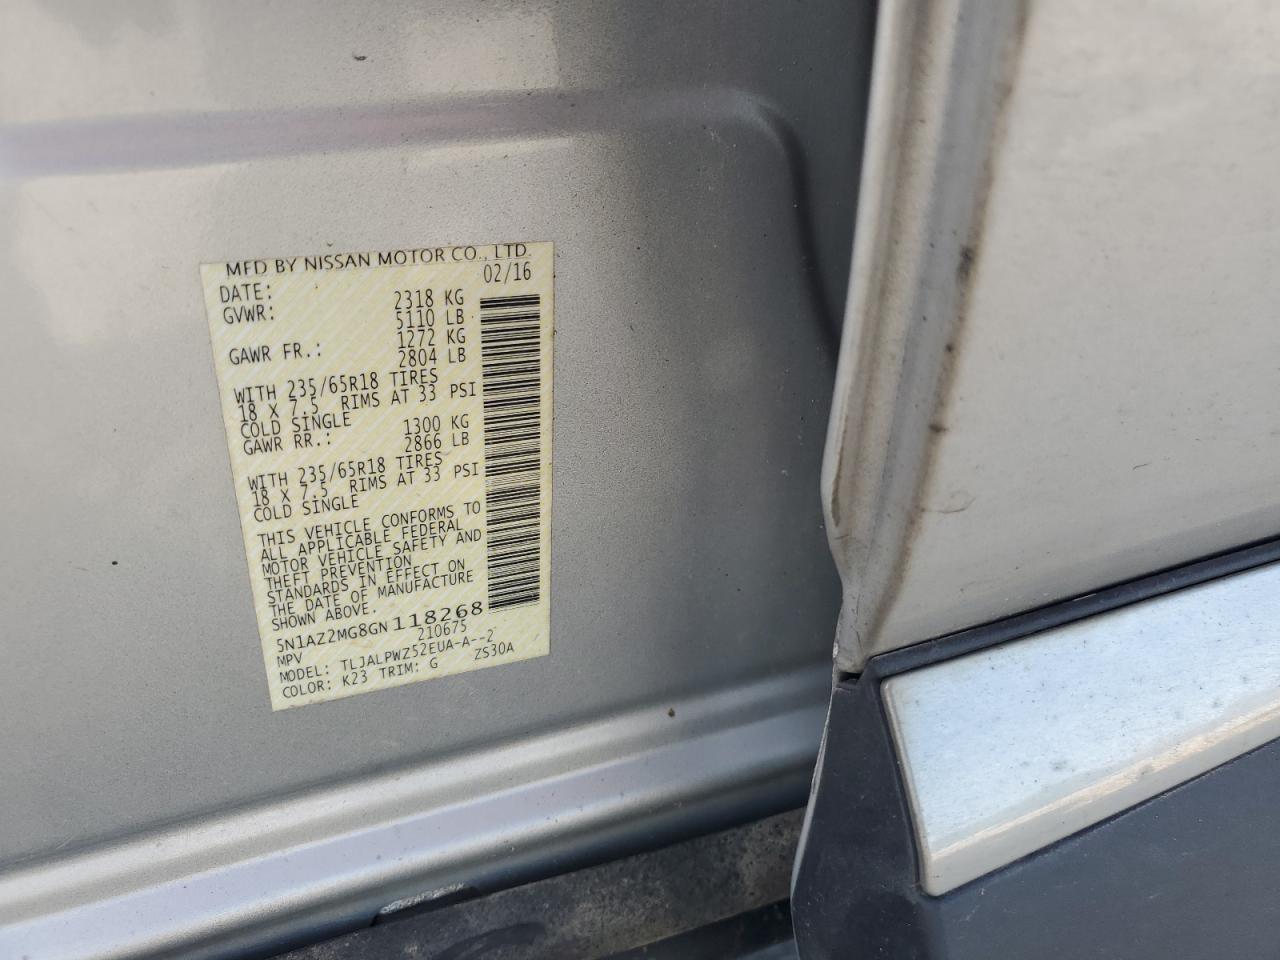 MFD BY NISSAN MOTOR CO., LTD.
DATE: 02/16
GVWR: 2318 KG
5110 LB
GAWR FR.: 1272 KG
2804 LB
WITH 235/65R18 TIRES
18 X 7.5 RIMS AT 33 PSI
COLD SINGLE
GAWR RR.: 1300 KG
2866 LB
WITH 235/65R18 TIRES
18 X 7.5 RIMS AT 33 PSI
COLD SINGLE
THIS VEHICLE CONFORMS TO
ALL APPLICABLE FEDERAL
MOTOR VEHICLE SAFETY AND
THEFT PREVENTION
STANDARDS IN EFFECT ON
THE DATE OF MANUFACTURE
SHOWN ABOVE.
5N1AZ2MG8GN118268
MPV 210675
MODEL: TLJALPWZ52EUA-A--2
COLOR: K23 TRIM: G ZS30A